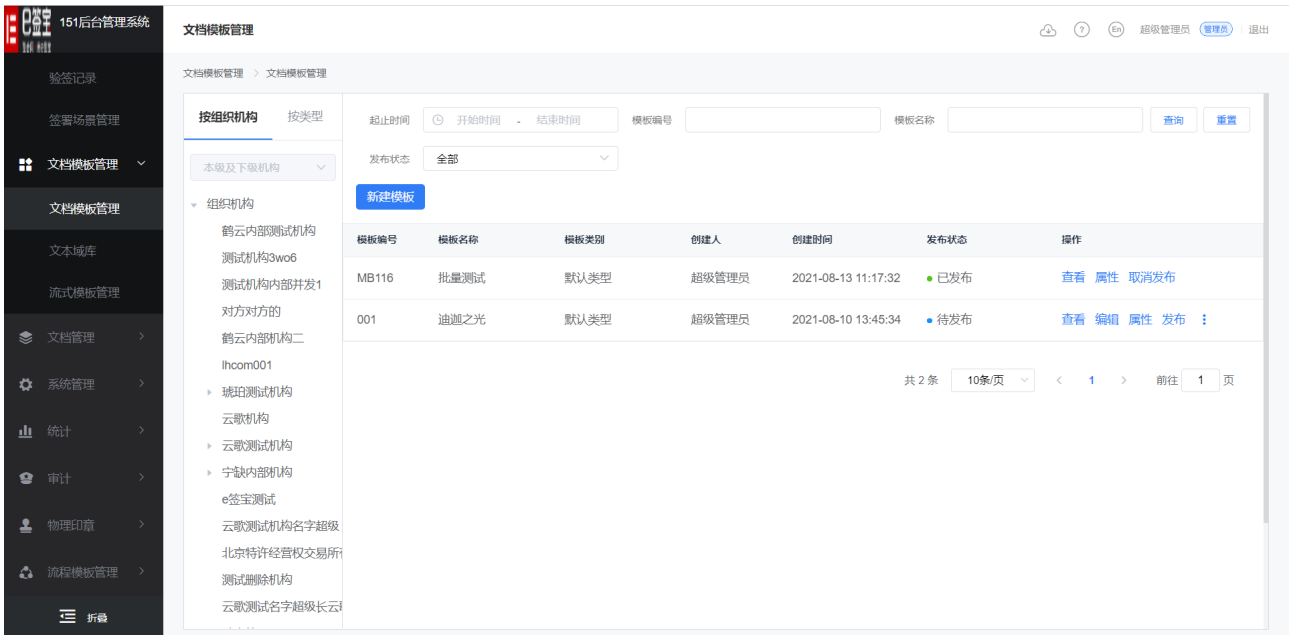 e签宝 151后台管理系统
文档模板管理
En 超级管理员 管理员 退出
验签记录
签署场景管理
文档模板管理
文档模板管理
文本域库
流式模板管理
文档管理
系统管理
统计
审计
物理印章
流程模板管理
折叠
文档模板管理 > 文档模板管理
按组织机构 按类型
本级及下级机构
组织机构
鹤云内部测试机构
测试机构3wo6
测试机构内部并发1
对方对方的
鹤云内部机构二
lhcom001
琥珀测试机构
云歌机构
云歌测试机构
宁缺内部机构
e签宝测试
云歌测试机构名字超级
北京特许经营权交易所
测试删除机构
云歌测试名字超级长云
起止时间 开始时间 - 结束时间 模板编号 模板名称 查询 重置
发布状态 全部
新建模板
模板编号 模板名称 模板类别 创建人 创建时间 发布状态 操作
MB116 批量测试 默认类型 超级管理员 2021-08-13 11:17:32 已发布 查看 属性 取消发布
001 迪迦之光 默认类型 超级管理员 2021-08-10 13:45:34 待发布 查看 编辑 属性 发布
共 2 条 10条/页 < 1 > 前往 1 页